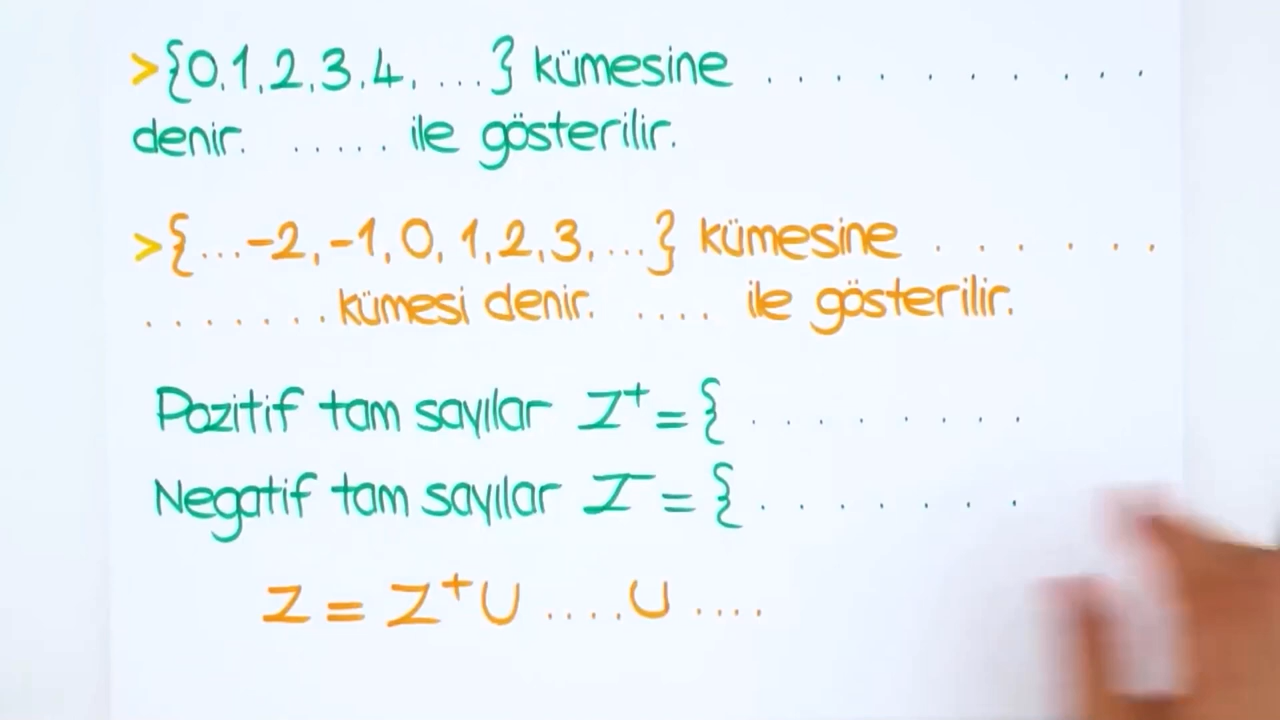 >{0,1,2,3,4, ...} kümesine . . . . . . . . . . .
denir. ..... ile gösterilir.
>{...-2,-1,0,1,2,3,...} kümesine . . . . . .
. . . . . . . kümesi denir. .... ile gösterilir.
Pozitif tam sayılar Z⁺={ . . . . . . . .
Negatif tam sayılar Z⁻={ . . . . . . .
Z=Z⁺∪ ....∪ ....